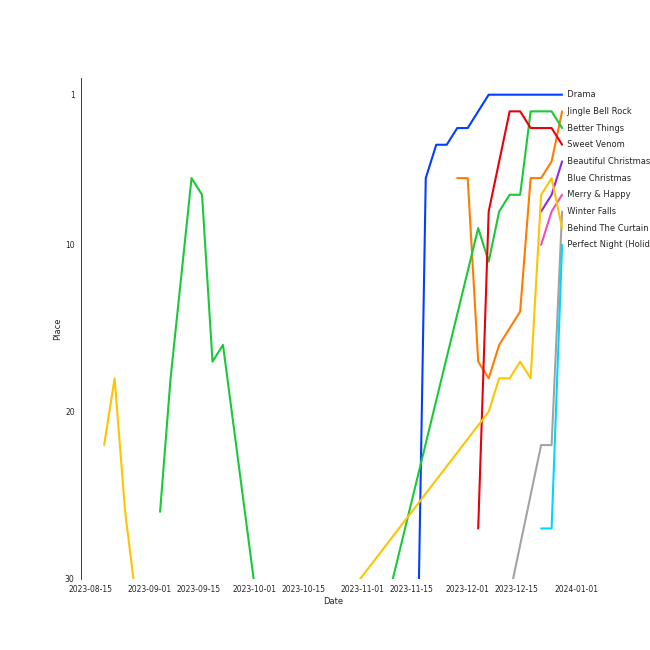 1
10
20
30
Place
2023-08-15
2023-09-01
2023-09-15
2023-10-01
2023-10-15
2023-11-01
2023-11-15
2023-12-01
2023-12-15
2024-01-01
Date
Drama
Jingle Bell Rock
Better Things
Sweet Venom
Beautiful Christmas
Blue Christmas
Merry & Happy
Winter Falls
Behind The Curtain
Perfect Night (Holid